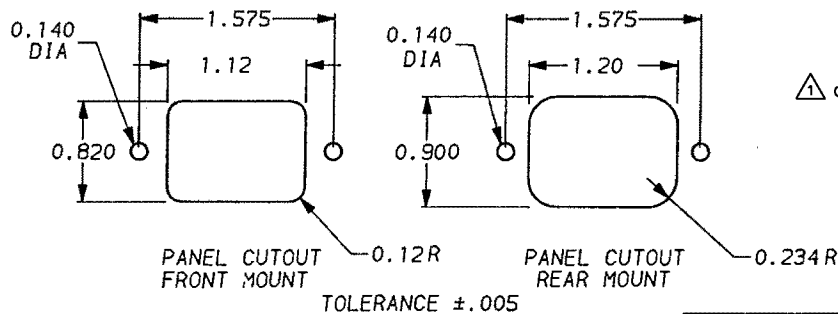 1.575
0.140
DIA
1.12
0.820
0.12R
PANEL CUTOUT
FRONT MOUNT
1.575
0.140
DIA
1.20
0.900
0.234R
PANEL CUTOUT
REAR MOUNT
TOLERANCE ±.005
1